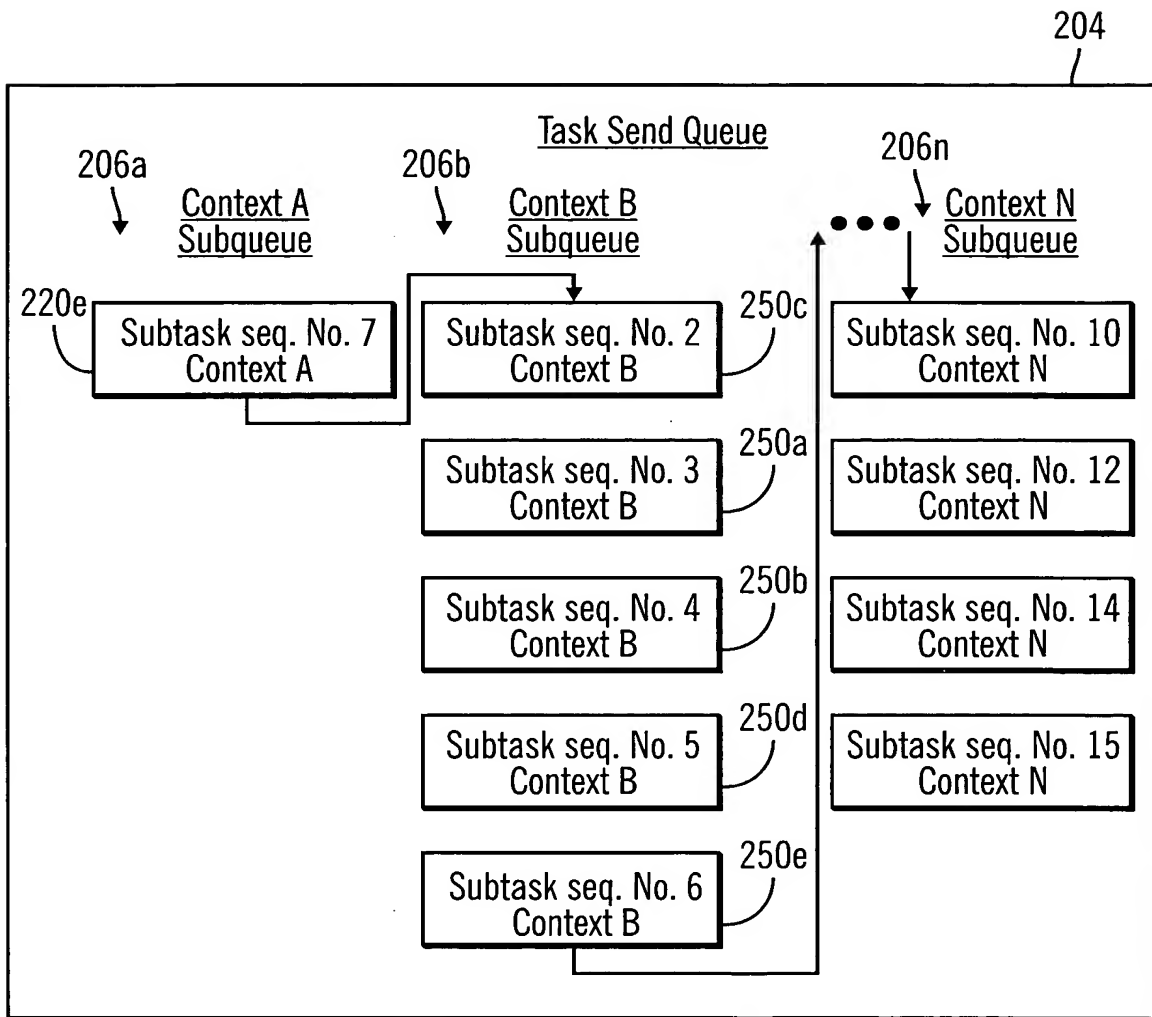 204
Task Send Queue
206a
206b
206n
Context A
Subqueue
Context B
Subqueue
Context N
Subqueue
220e
Subtask seq. No. 7
Context A
Subtask seq. No. 2
Context B
250c
Subtask seq. No. 10
Context N
Subtask seq. No. 3
Context B
250a
Subtask seq. No. 12
Context N
Subtask seq. No. 4
Context B
250b
Subtask seq. No. 14
Context N
Subtask seq. No. 5
Context B
250d
Subtask seq. No. 15
Context N
Subtask seq. No. 6
Context B
250e